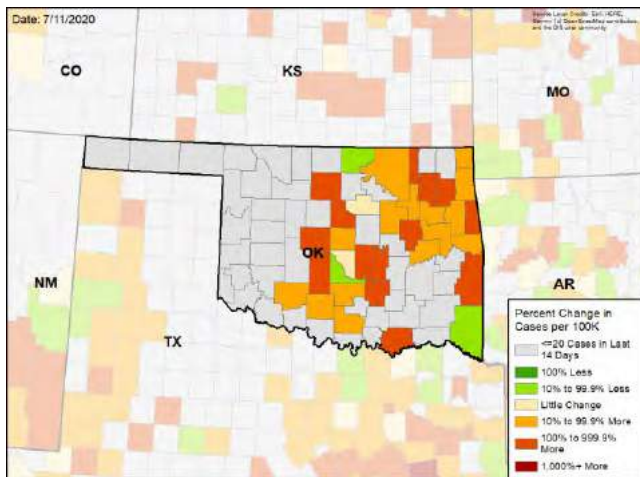 Date: 7/11/2020
CO
KS
MO
OK
NM
TX
AR
Percent Change in
Cases per 100K
<=20 Cases in Last
14 Days
100% Less
10% to 99.9% Less
Little Change
10% to 99.9% More
100% to 999.9%
More
1,000%+ More